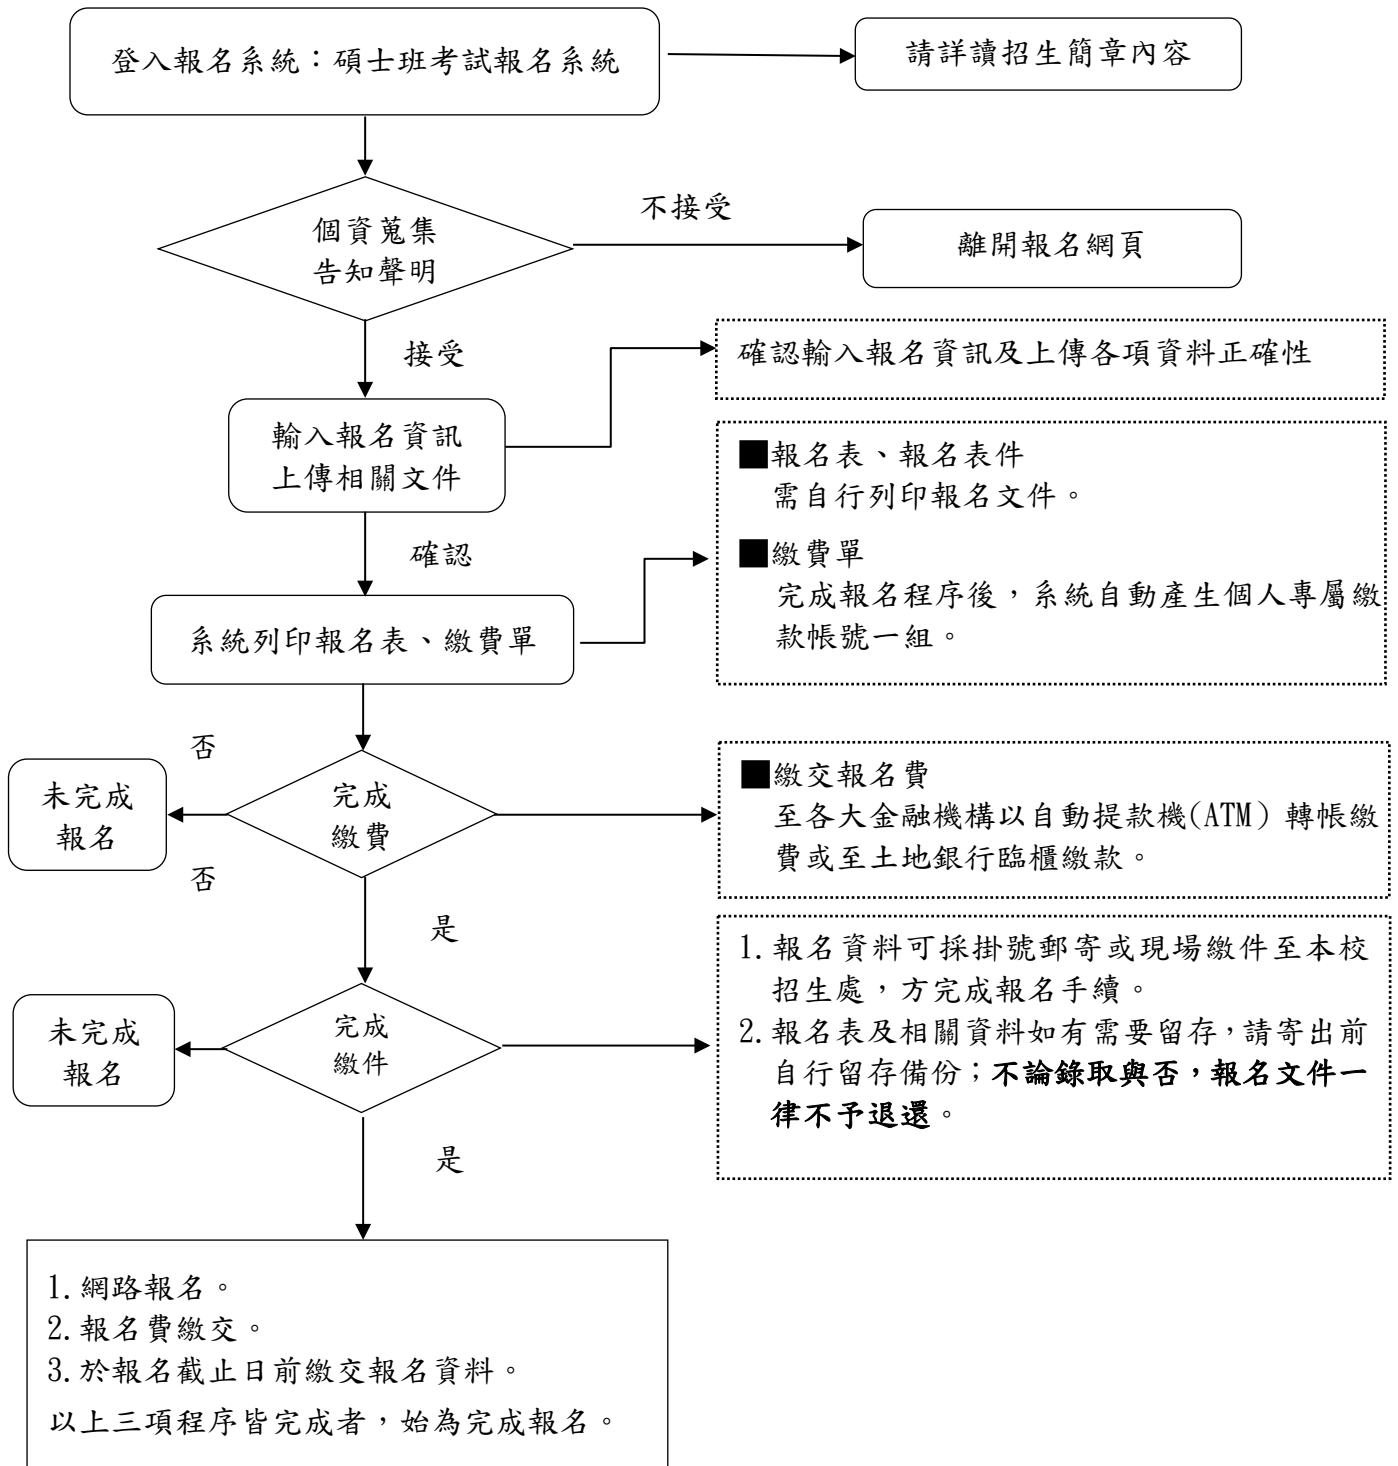 登入報名系統：碩士班考試報名系統
請詳讀招生簡章內容
個資蒐集
告知聲明
不接受
離開報名網頁
接受
確認輸入報名資訊及上傳各項資料正確性
輸入報名資訊
上傳相關文件
■報名表、報名表件
需自行列印報名文件。
■繳費單
完成報名程序後，系統自動產生個人專屬繳
款帳號一組。
確認
系統列印報名表、繳費單
否
未完成
報名
完成
繳費
否
■繳交報名費
至各大金融機構以自動提款機(ATM）轉帳繳
費或至土地銀行臨櫃繳款。
是
未完成
報名
完成
繳件
1.報名資料可採掛號郵寄或現場繳件至本校
招生處，方完成報名手續。
2.報名表及相關資料如有需要留存，請寄出前
自行留存備份；不論錄取與否，報名文件一
律不予退還。
是
1.網路報名。
2.報名費繳交。
3.於報名截止日前繳交報名資料。
以上三項程序皆完成者，始為完成報名。